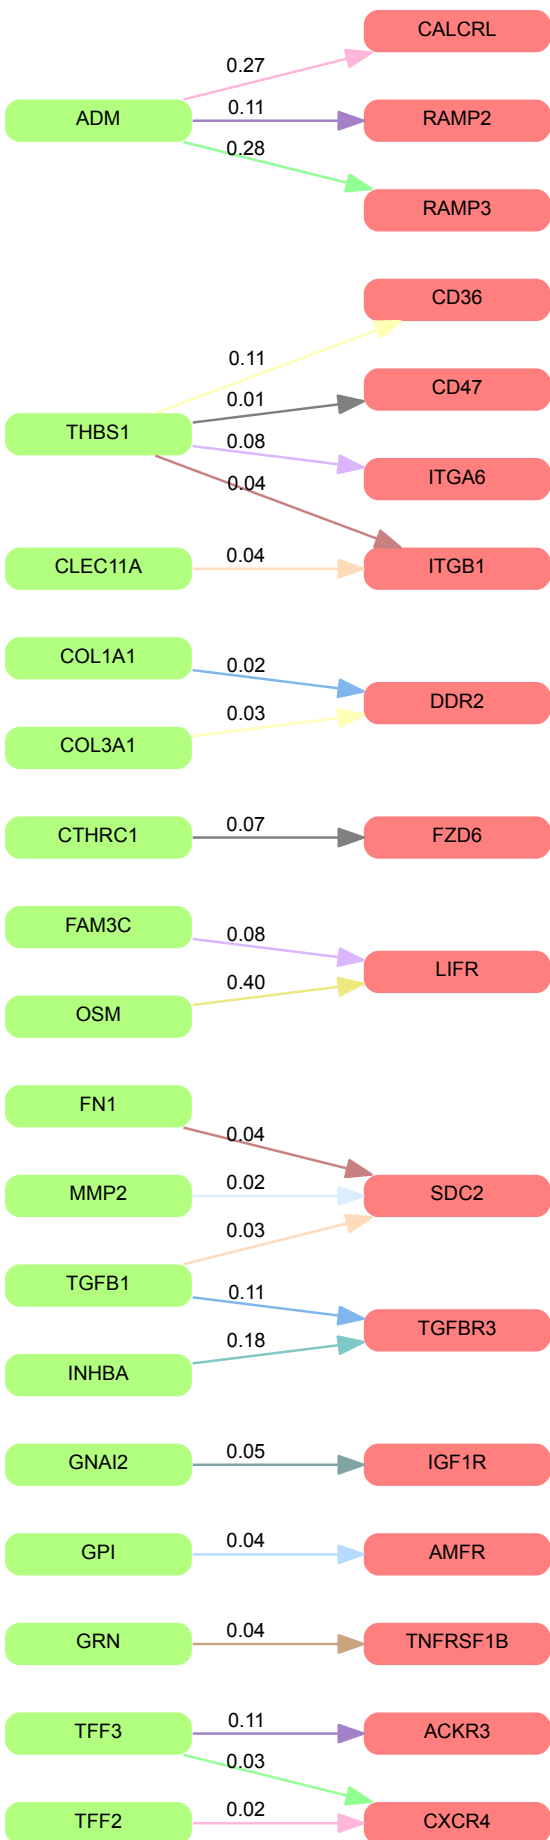 CALCRL
0.27
ADM
0.11
RAMP2
0.28
RAMP3
CD36
0.11
CD47
0.01
THBS1
0.08
ITGA6
0.04
CLEC11A
0.04
ITGB1
COL1A1
0.02
DDR2
0.03
COL3A1
CTHRC1
0.07
FZD6
FAM3C
0.08
LIFR
0.40
OSM
FN1
0.04
MMP2
0.02
SDC2
0.03
TGFB1
0.11
TGFBR3
0.18
INHBA
GNAI2
0.05
IGF1R
GPI
0.04
AMFR
GRN
0.04
TNFRSF1B
TFF3
0.11
ACKR3
0.03
TFF2
0.02
CXCR4